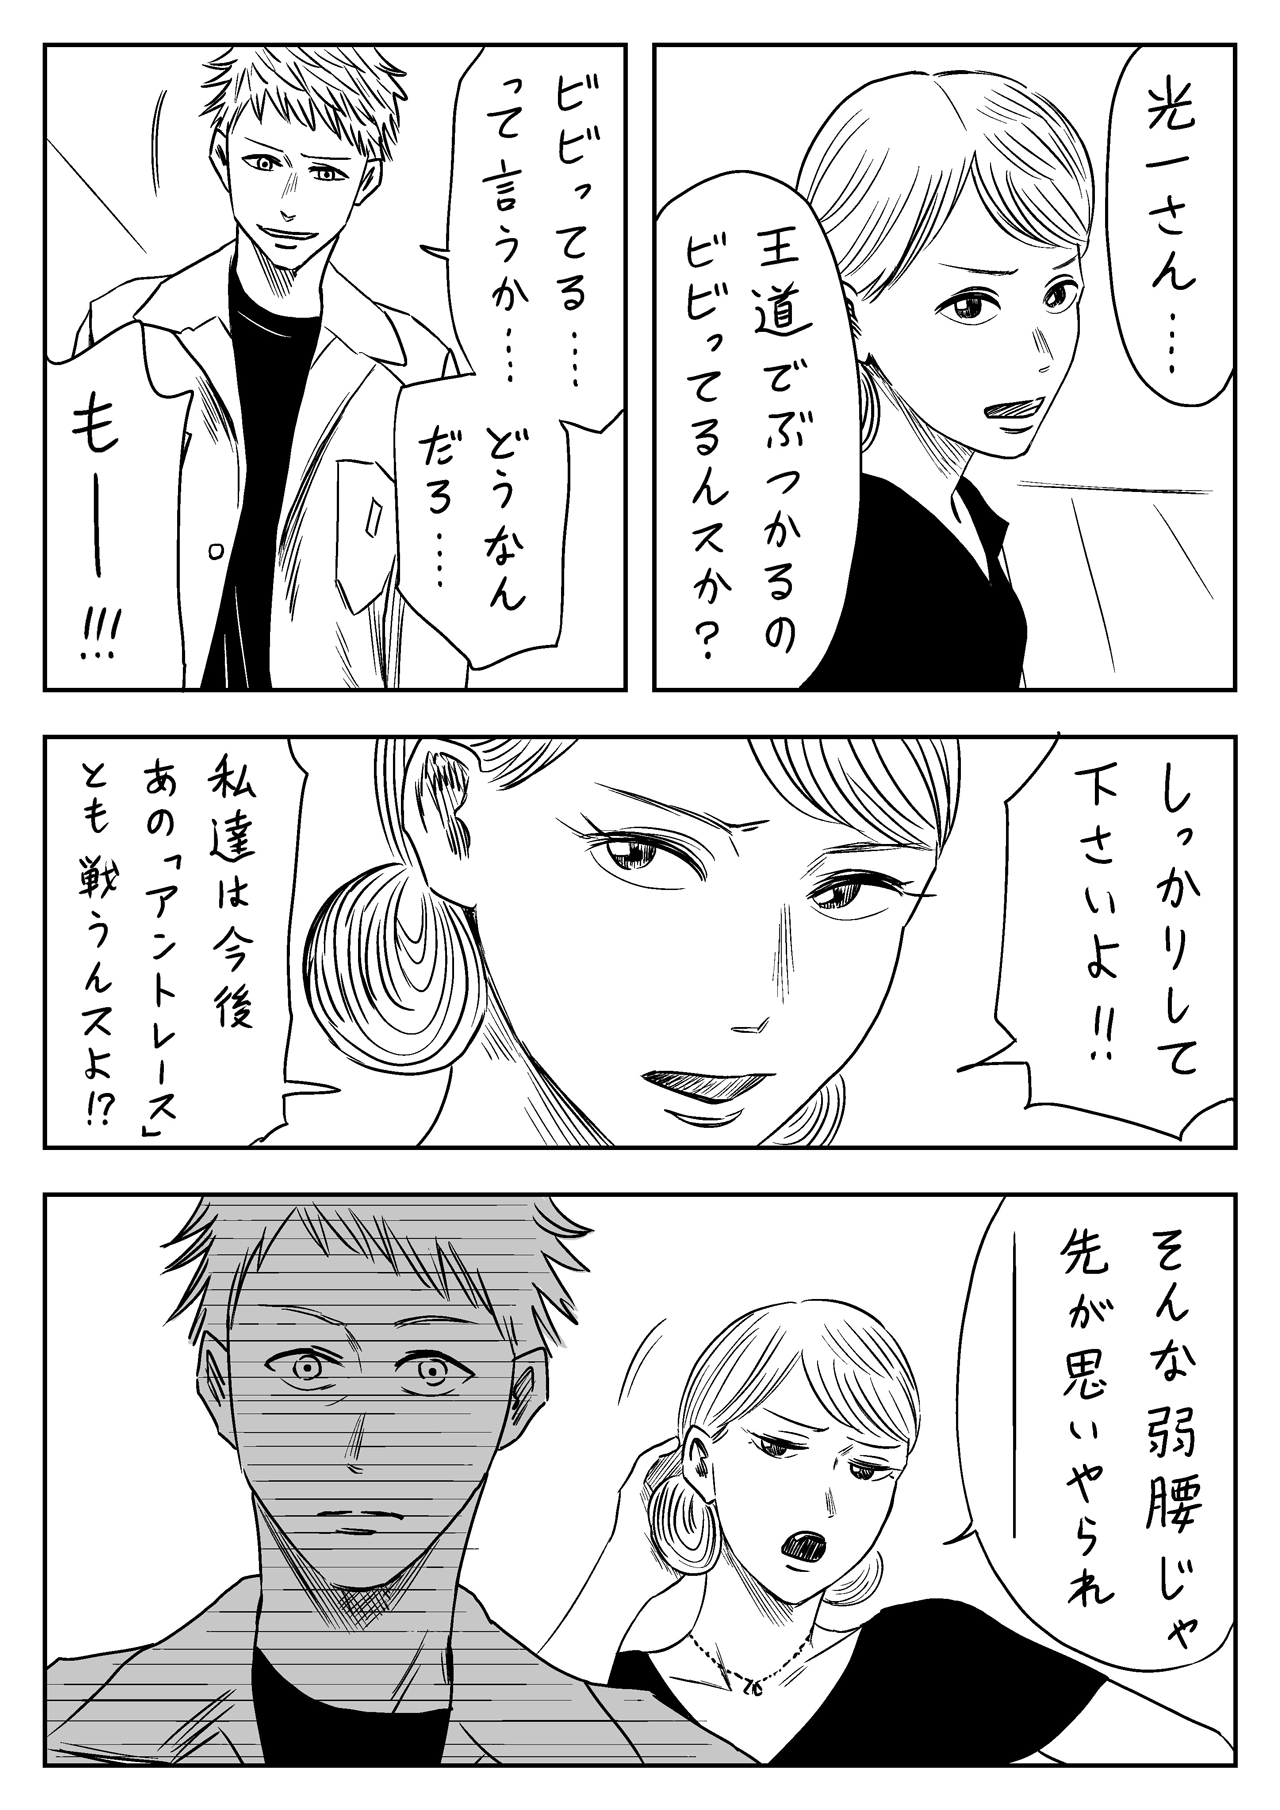 光一さん…
王道でぶつかるの
ビビってるんスか?
ビビってる……
って言うか…
どうなん
だろ…
もー!!!
しっかりして
下さいよ!!
私達は今後
あの「アントレース」
とも戦うんスよ!?
そんな弱腰じゃ
先が思いやられ
――